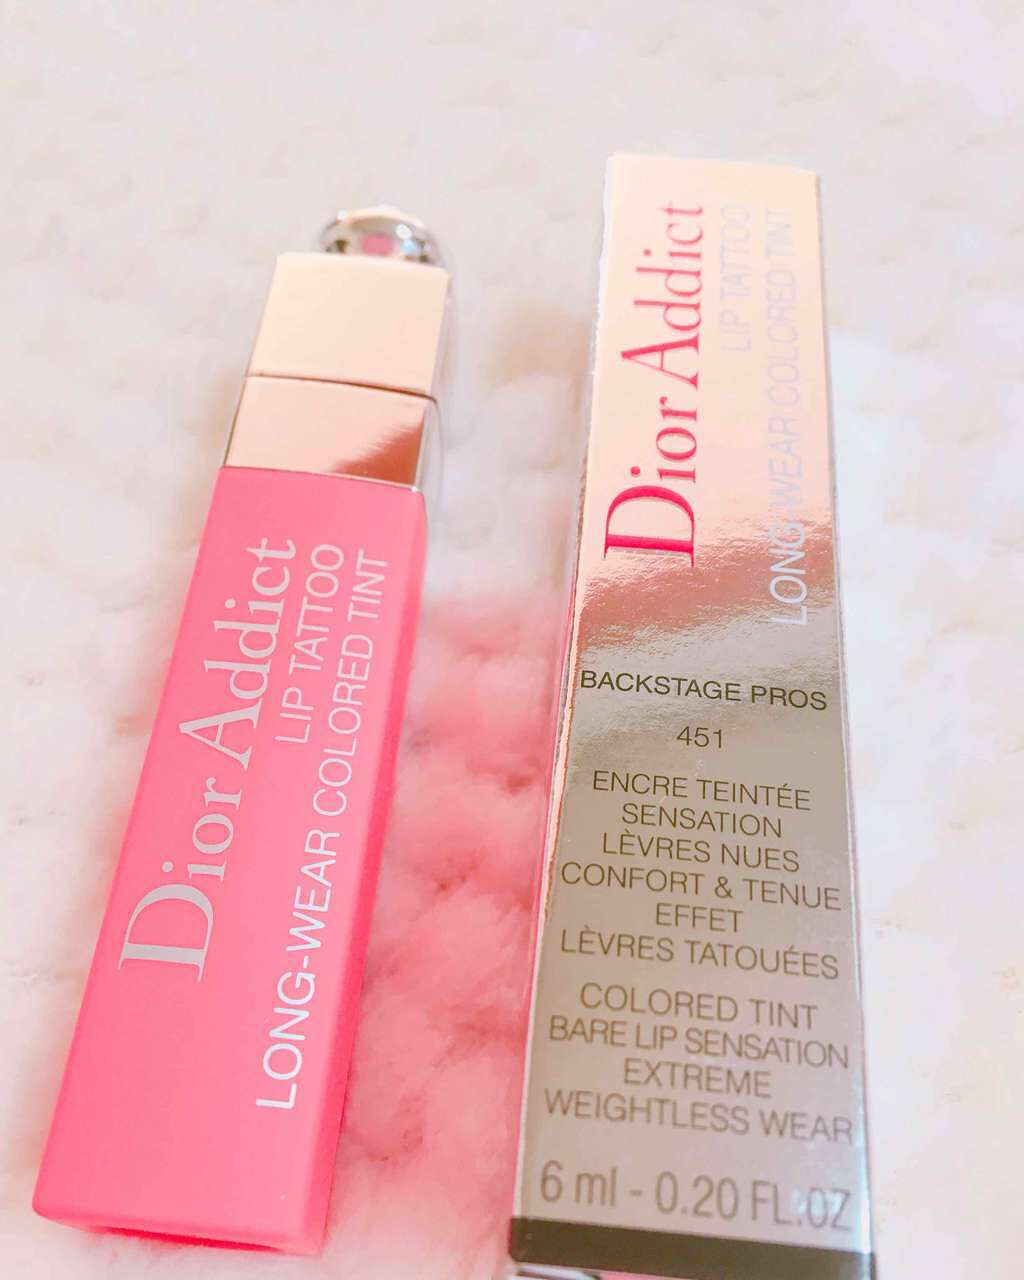 Dior Addict
LIP TATTOO
LONG-WEAR COLORED TINT
Dior Addict
LIP TATTOO
LONG-WEAR COLORED TINT
BACKSTAGE PROS
451
ENCRE TEINTÉE
SENSATION
LÈVRES NUES
CONFORT & TENUE
EFFET
LÈVRES TATOUÉES
COLORED TINT
BARE LIP SENSATION
EXTREME
WEIGHTLESS WEAR
6 ml - 0.20 FL.OZ